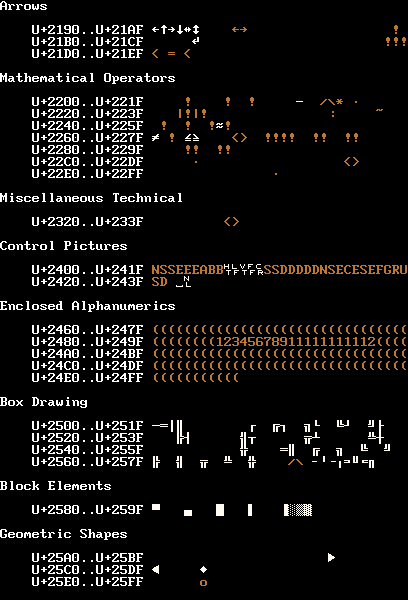 Arrows
U+2190..U+21AF ←↑→↓↔↕ ↔ !
U+21B0..U+21CF ↵ !!!
U+21D0..U+21EF < = <
Mathematical Operators
U+2200..U+221F ! ! ! − /\* ·
U+2220..U+223F |!|! : ~
U+2240..U+225F ! ! !≈!
U+2260..U+227F ≠ ! ≤≥ <> !!!! !! !!
U+2280..U+229F !! !!
U+22C0..U+22DF · <>
U+22E0..U+22FF ·
Miscellaneous Technical
U+2320..U+233F <>
Control Pictures
U+2400..U+241F NSSEEEABB␉␊␋␌␍SSDDDDDNSECESEFGRU
U+2420..U+243F SD ␣␤
Enclosed Alphanumerics
U+2460..U+247F ((((((((((((((((((((((((((((((((
U+2480..U+249F ((((((((12345678911111111112((((
U+24A0..U+24BF ((((((((((((((((((((((((((((((((
U+24C0..U+24DF ((((((((((((((((((((((((((((((((
U+24E0..U+24FF (((((((((((
Box Drawing
U+2500..U+251F
U+2520..U+253F
U+2540..U+255F
U+2560..U+257F
Block Elements
U+2580..U+259F ▀ ▄ █ ▌ ▐░▒▓
Geometric Shapes
U+25A0..U+25BF ►
U+25C0..U+25DF ◄ ♦
U+25E0..U+25FF o